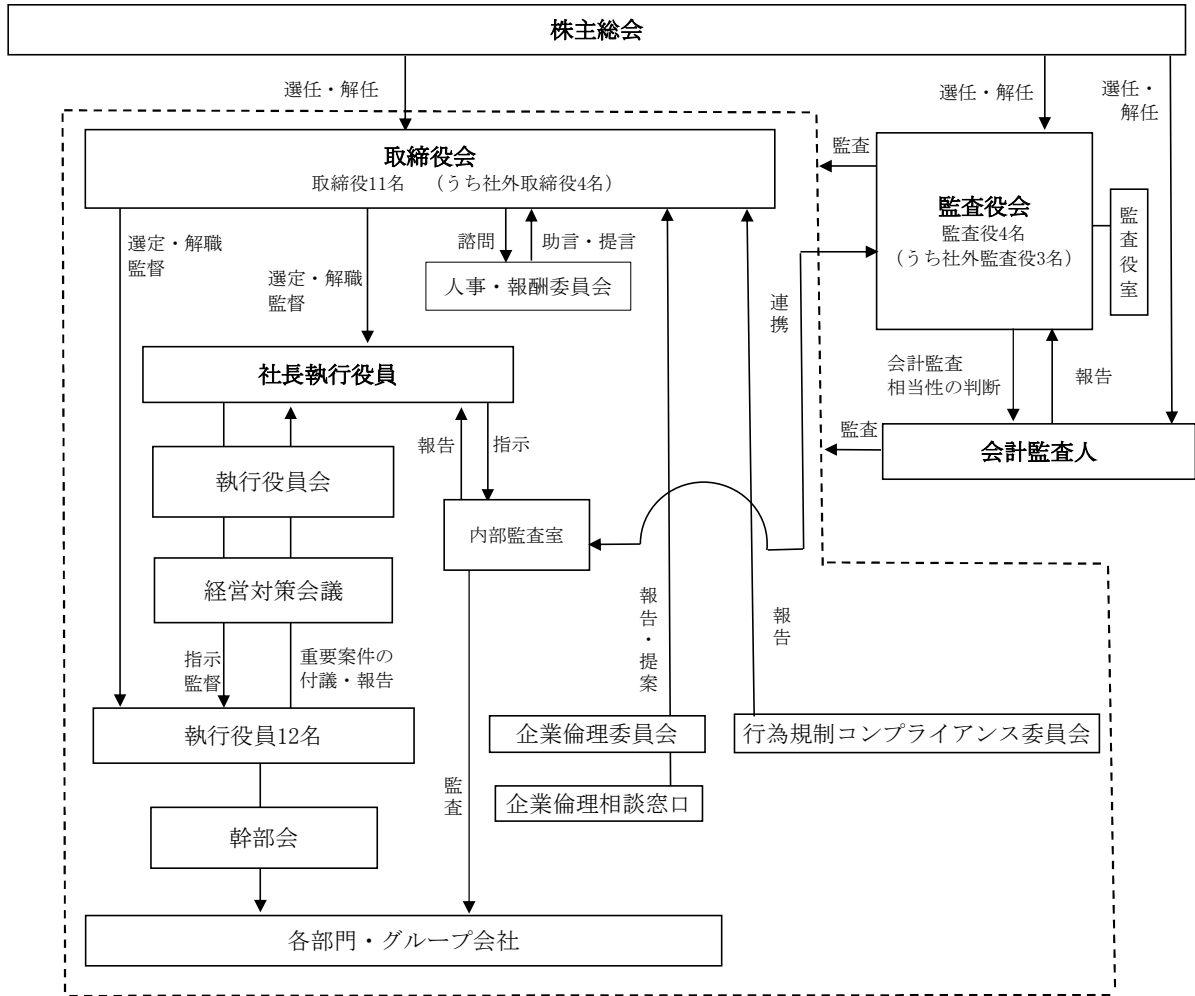 株主総会
選任・解任
選任・解任
選任・
解任
取締役会
取締役11名　（うち社外取締役4名）
監査
監査役会
監査役4名
（うち社外監査役3名）
監査役室
選定・解職
監督
選定・解職
監督
諮問
助言・提言
人事・報酬委員会
連携
社長執行役員
会計監査
相当性の判断
報告
報告
指示
監査
会計監査人
執行役員会
内部監査室
経営対策会議
報告・提案
報告
指示
監督
重要案件の
付議・報告
執行役員12名
企業倫理委員会
行為規制コンプライアンス委員会
監査
企業倫理相談窓口
幹部会
各部門・グループ会社